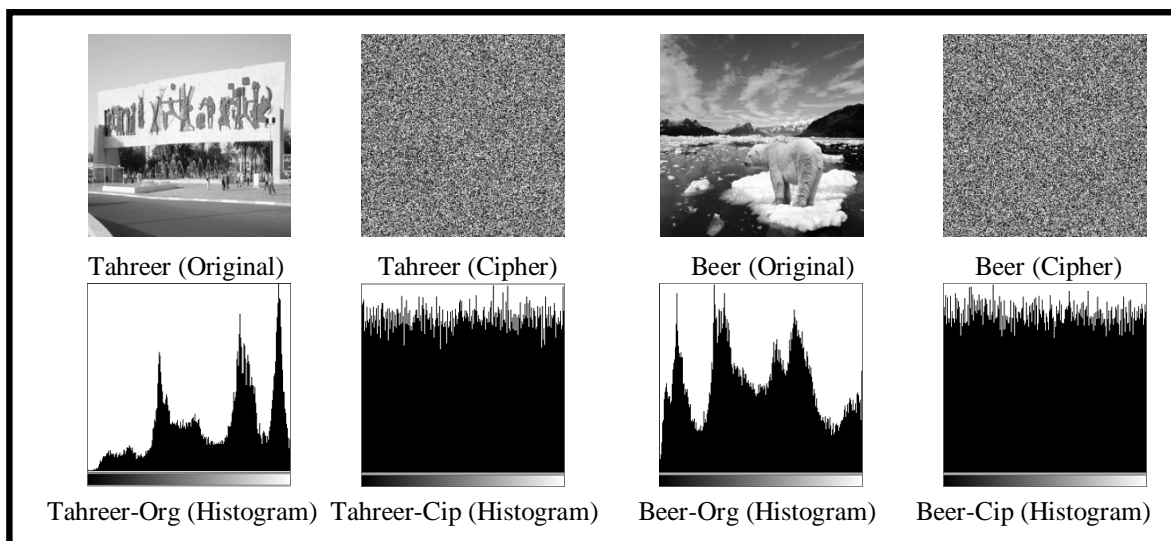 Tahreer (Original) Tahreer (Cipher) Beer (Original) Beer (Cipher)
Tahreer-Org (Histogram) Tahreer-Cip (Histogram) Beer-Org (Histogram) Beer-Cip (Histogram)